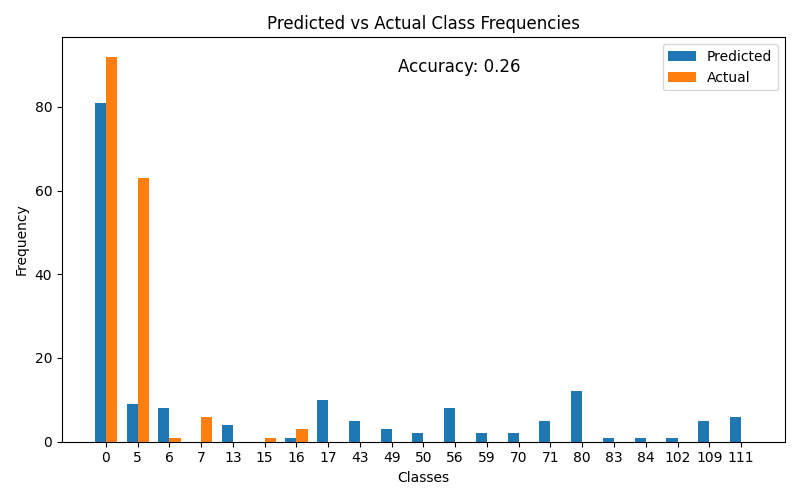 Predicted vs Actual Class Frequencies
Accuracy: 0.26
Predicted
Actual
Frequency
80
60
40
20
0
0 5 6 7 13 15 16 17 43 49 50 56 59 70 71 80 83 84 102 109 111
Classes